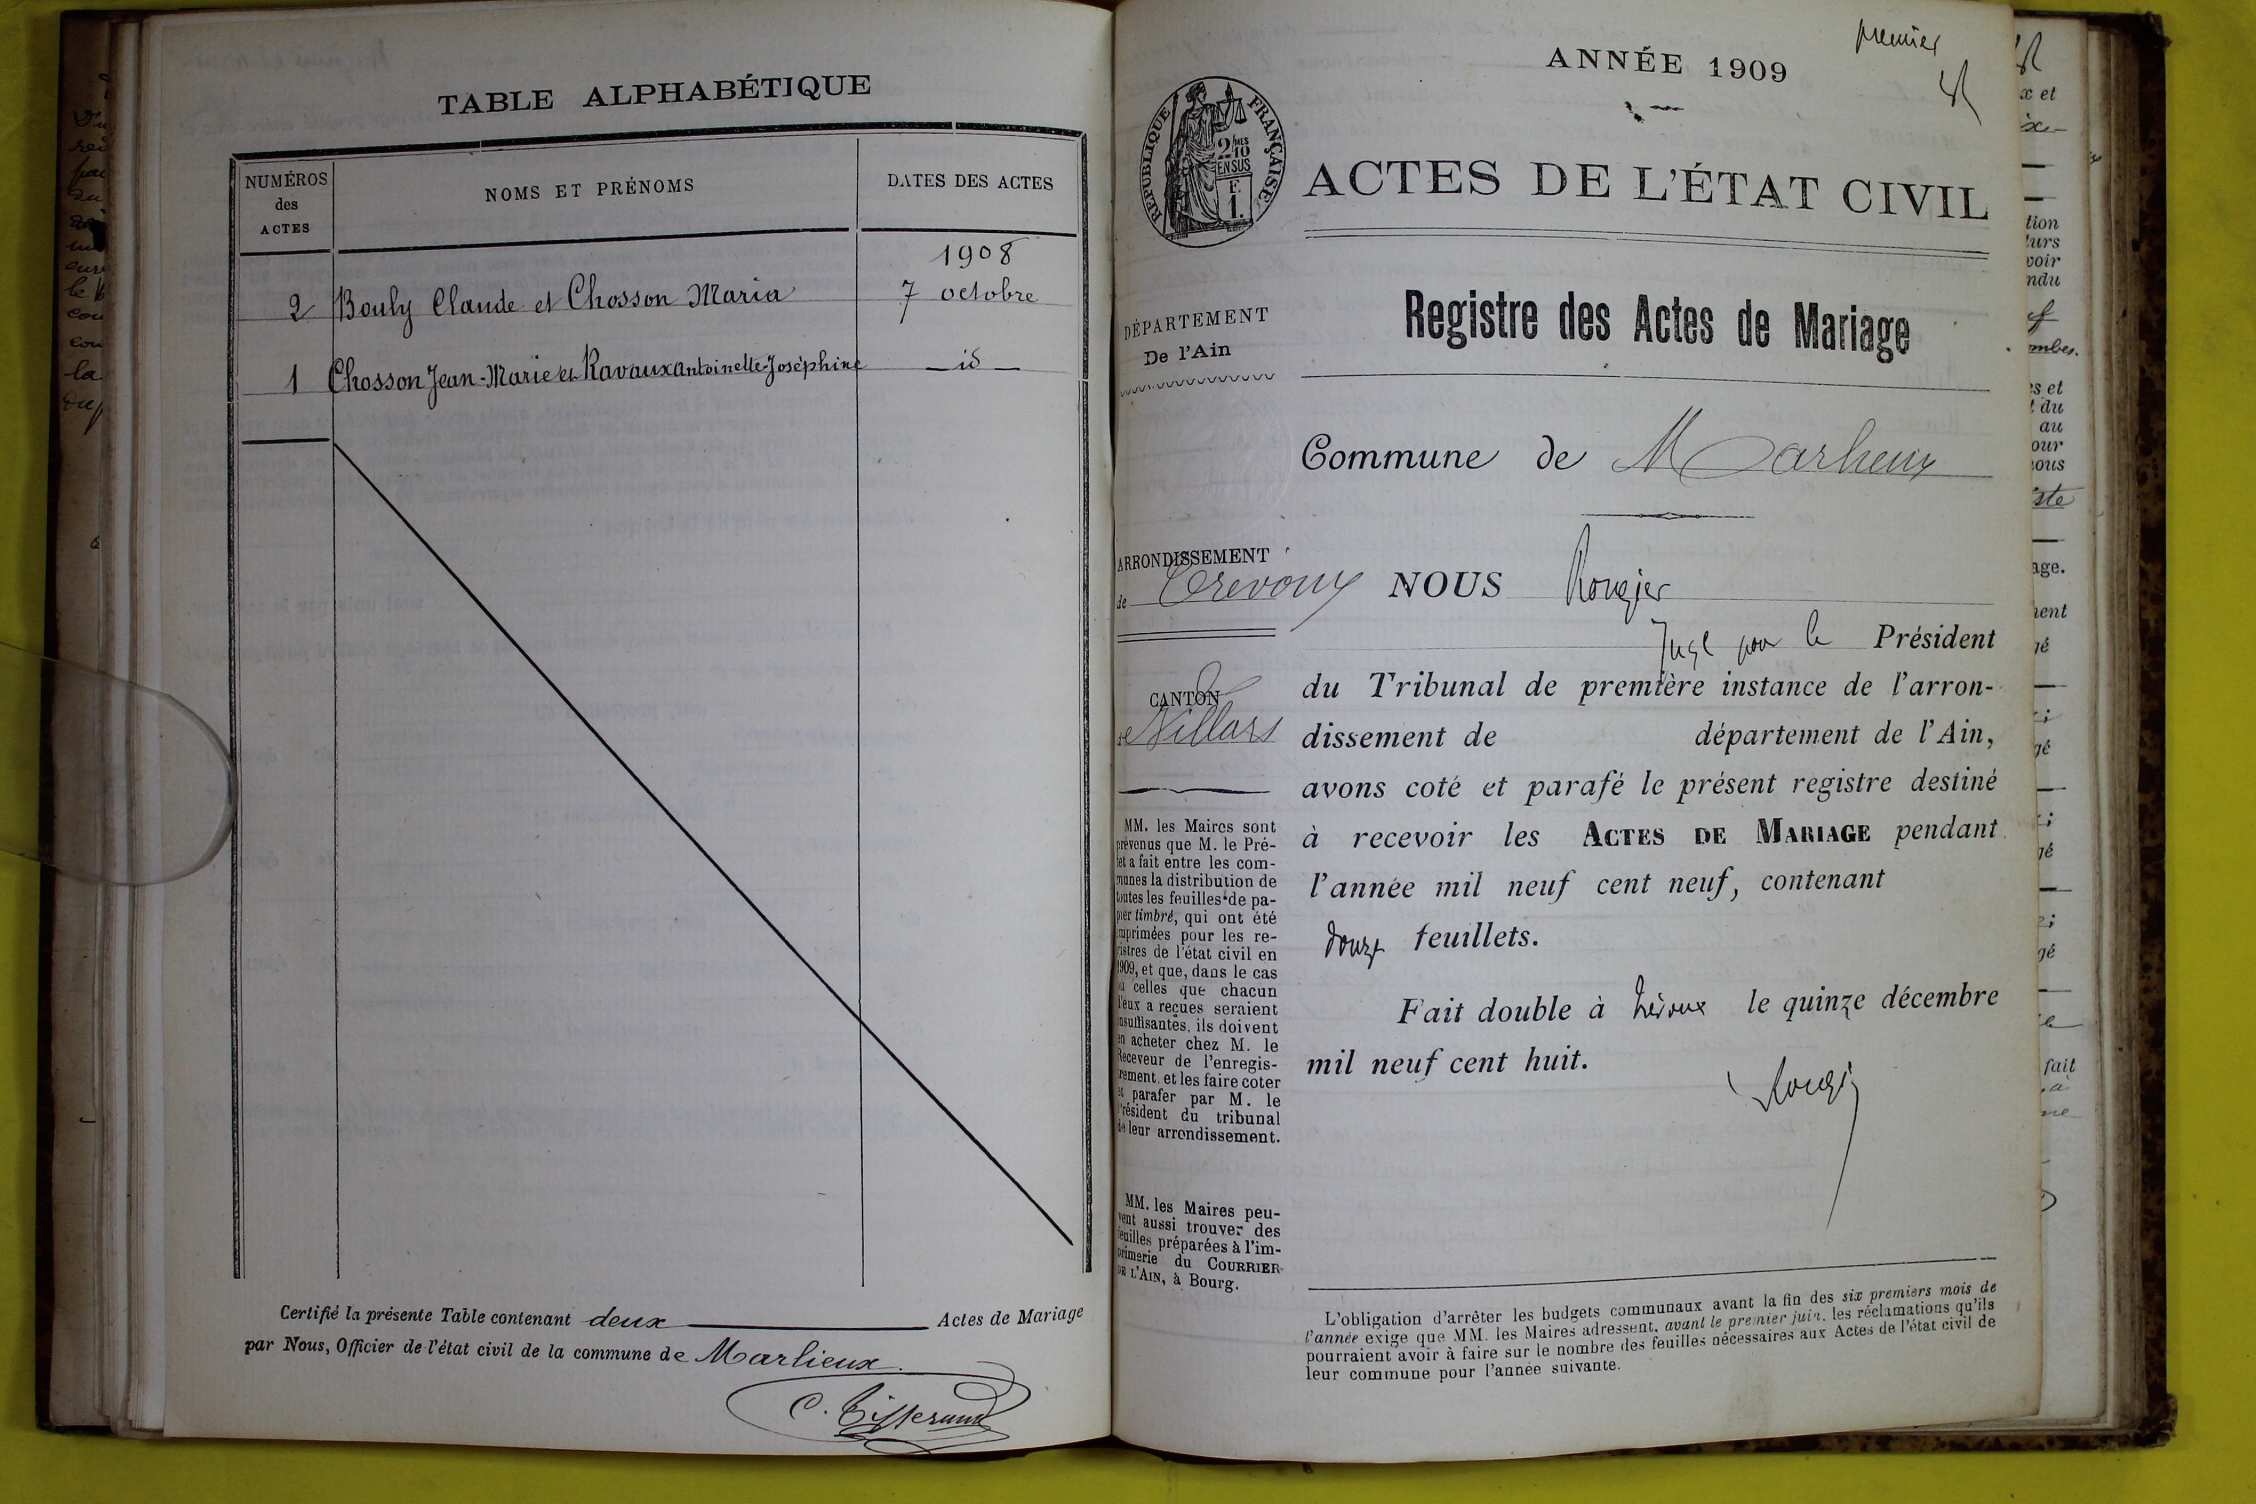 TABLE ALPHABÉTIQUE
NUMÉROS
des
ACTES
NOMS ET PRÉNOMS
DATES DES ACTES
1908
2 Bouly Claude et Chosson Maria 7 octobre
1 Chosson Jean-Marie et Ravaux Antoinette-Joséphine id
Certifié la présente Table contenant deux Actes de Mariage
par Nous, Officier de l'état civil de la commune de Marlieux.
C. Tisserand
premier
ANNÉE 1909
RÉPUBLIQUE FRANÇAISE
2 MES
10
EN SUS
F.
1.
ACTES DE L'ÉTAT CIVIL
Registre des Actes de Mariage
DÉPARTEMENT
De l'Ain
Commune de Marlieux
ARRONDISSEMENT
de Trévoux
NOUS Rougier
Juge pour le Président
CANTON
de Villars
du Tribunal de première instance de l'arron-
dissement de département de l'Ain,
avons coté et parafé le présent registre destiné
à recevoir les ACTES DE MARIAGE pendant
l'année mil neuf cent neuf, contenant
douze feuillets.
Fait double à Trévoux le quinze décembre
mil neuf cent huit.
Rougier
MM. les Maires sont
prévenus que M. le Pré-
fet a fait entre les com-
munes la distribution de
toutes les feuilles de pa-
pier timbré, qui ont été
imprimées pour les re-
gistres de l'état civil en
1909, et que, dans le cas
où celles que chacun
d'eux a reçues seraient
insuffisantes, ils doivent
en acheter chez M. le
Receveur de l'enregis-
trement, et les faire coter
et parafer par M. le
Président du tribunal
de leur arrondissement.
MM. les Maires peu-
vent aussi trouver des
feuilles préparées à l'im-
primerie du COURRIER
DE L'AIN, à Bourg.
L'obligation d'arrêter les budgets communaux avant la fin des six premiers mois de
l'année exige que MM. les Maires adressent, avant le premier juin, les réclamations qu'ils
pourraient avoir à faire sur le nombre des feuilles nécessaires aux Actes de l'état civil de
leur commune pour l'année suivante.